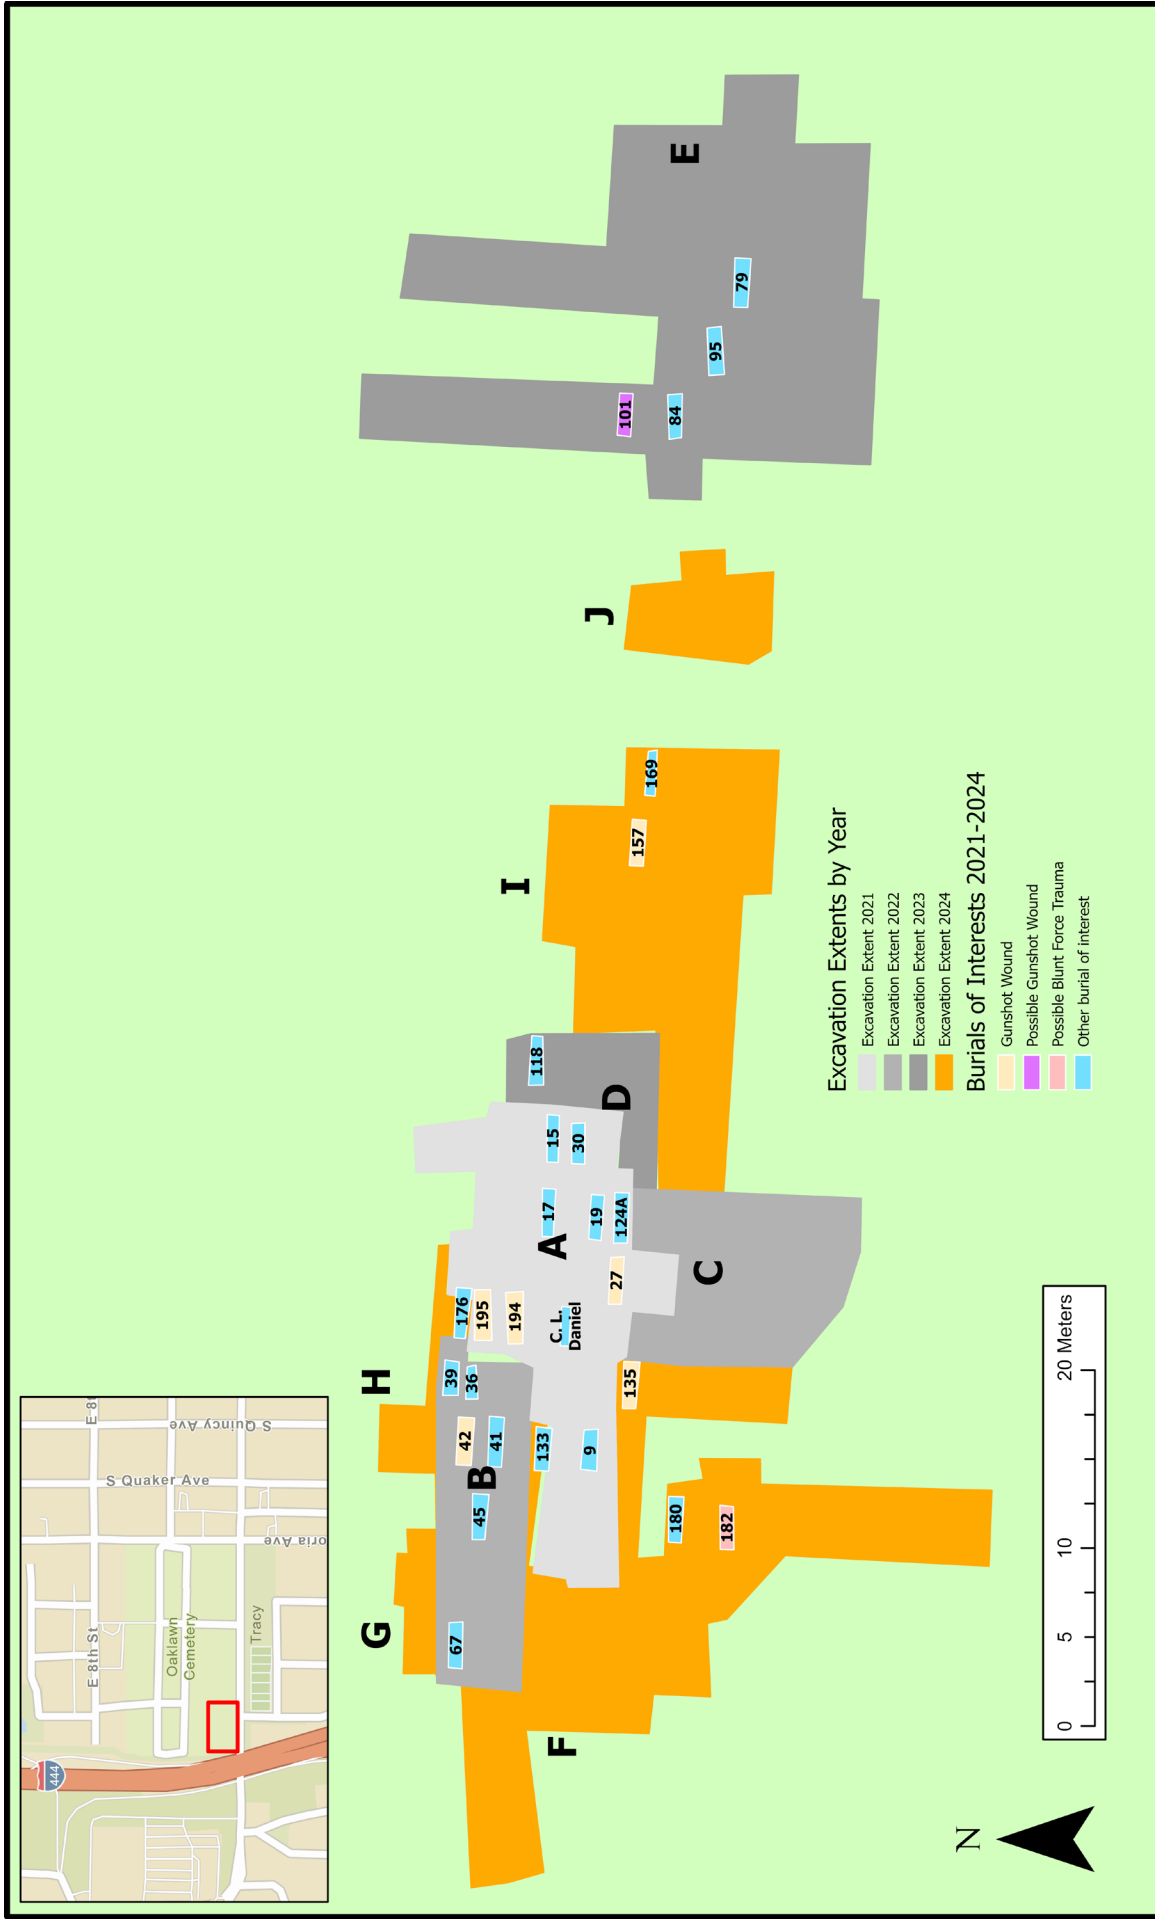 E 8th St
E 8t
S Quincy Ave
S Quaker Ave
oria Ave
Oaklawn
Cemetery
Tracy
444
E
79
95
101
84
J
I
169
157
118
D
15
30
17
A
19
124A
27
C
176
195
194
C. L.
Daniel
H
39
36
42
41
B
133
9
135
45
180
182
G
67
F
Excavation Extents by Year
Excavation Extent 2021
Excavation Extent 2022
Excavation Extent 2023
Excavation Extent 2024
Burials of Interests 2021-2024
Gunshot Wound
Possible Gunshot Wound
Possible Blunt Force Trauma
Other burial of interest
0
5
10
20 Meters
N